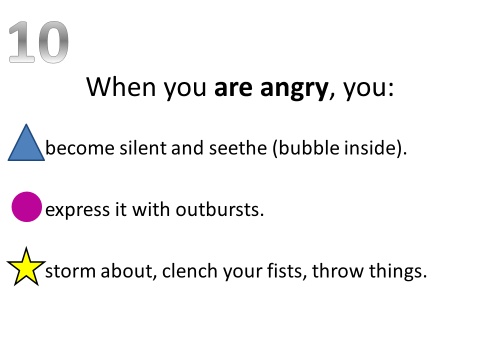 10
When you are angry, you:
become silent and seethe (bubble inside).
express it with outbursts.
storm about, clench your fists, throw things.